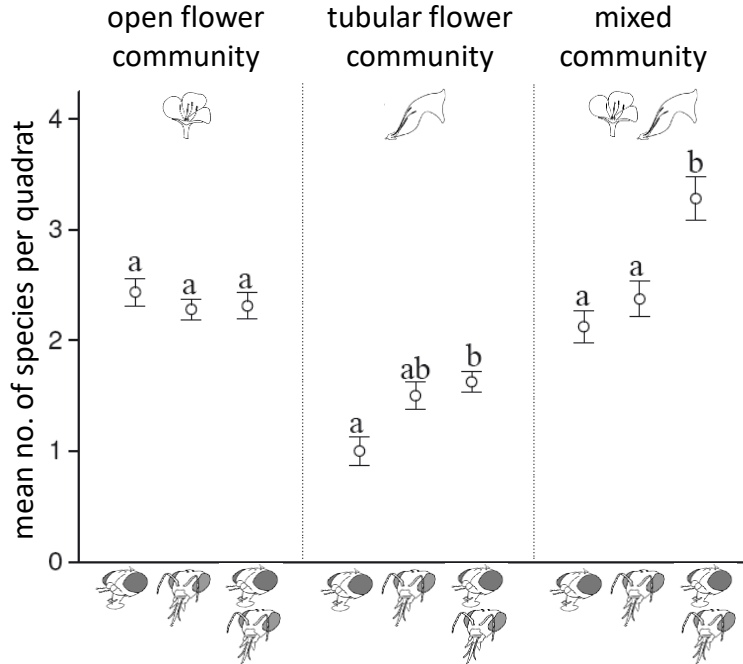 open flower
community
tubular flower
community
mixed
community
mean no. of species per quadrat
4
3
2
1
0
a
a
a
a
ab
b
a
a
b